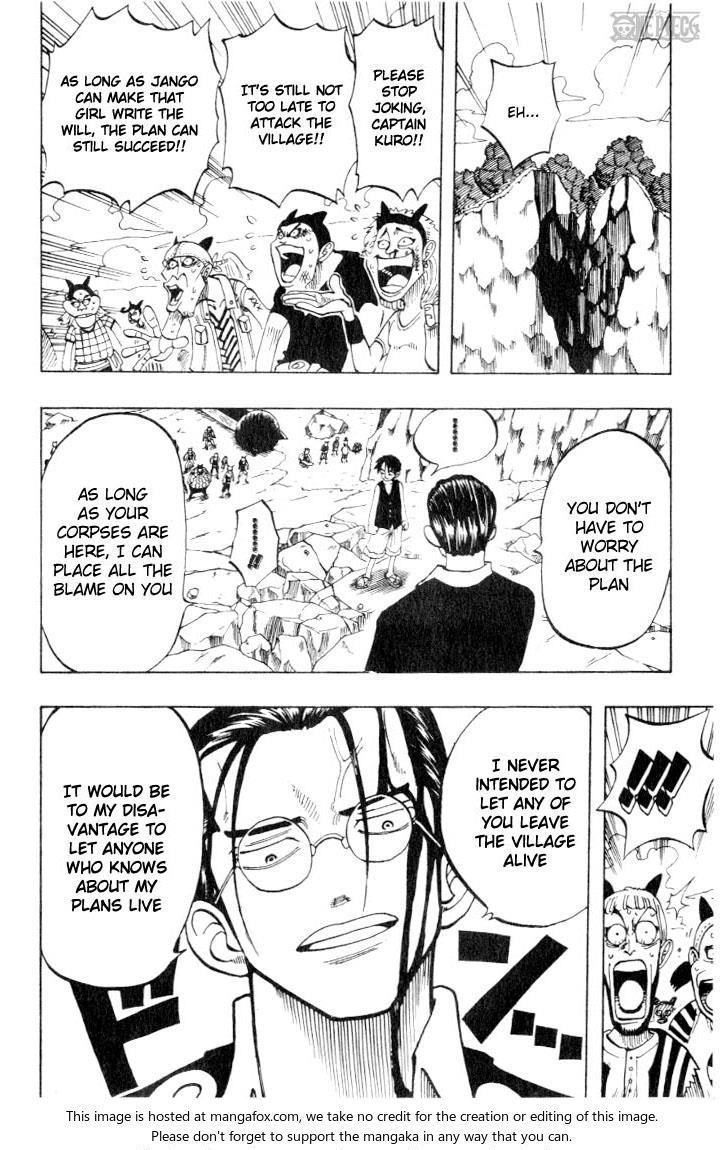 ONE PIECE
EH...
PLEASE
STOP
JOKING,
CAPTAIN
KURO!!
IT'S STILL NOT
TOO LATE TO
ATTACK THE
VILLAGE!!
AS LONG AS JANGO
CAN MAKE THAT
GIRL WRITE THE
WILL, THE PLAN CAN
STILL SUCCEED!!
YOU DON'T
HAVE TO
WORRY
ABOUT THE
PLAN
......
......!!
AS LONG
AS YOUR
CORPSES ARE
HERE, I CAN
PLACE ALL THE
BLAME ON YOU
!!!!
I NEVER
INTENDED TO
LET ANY OF
YOU LEAVE
THE VILLAGE
ALIVE
IT WOULD BE
TO MY DISA-
VANTAGE TO
LET ANYONE
WHO KNOWS
ABOUT MY
PLANS LIVE
ドン...
This image is hosted at mangafox.com, we take no credit for the creation or editing of this image.
Please don't forget to support the mangaka in any way that you can.